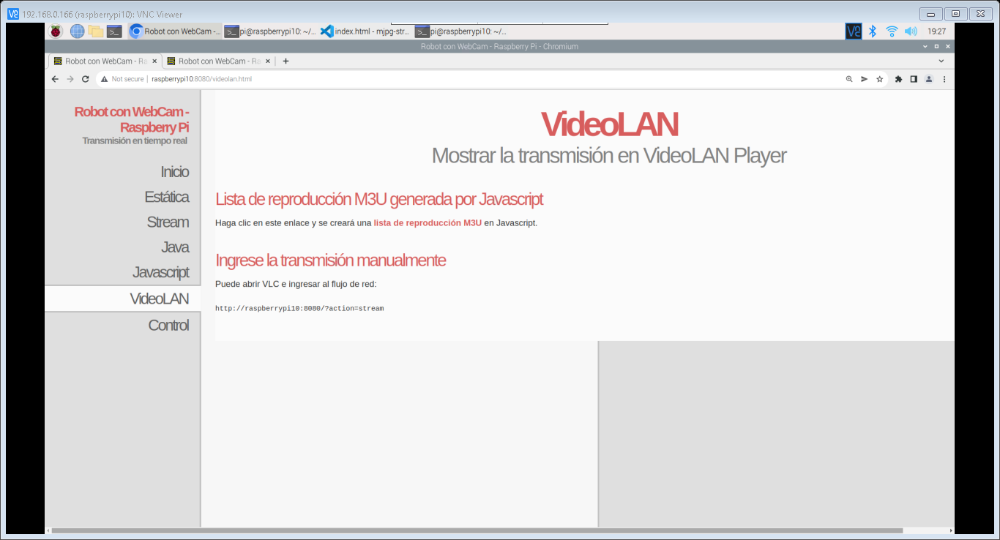 192.168.0.166 (raspberrypi10): VNC Viewer
Robot con WebCam -...
pi@raspberrypi10: ~/...
index.html - mjpg-str...
pi@raspberrypi10: ~/...
19:27
Robot con WebCam - Raspberry Pi - Chromium
Robot con WebCam - Ra
Robot con WebCam - Ra
Not secure
raspberrypi10:8080/videolan.html
Robot con WebCam -
Raspberry Pi
Transmisión en tiempo real
Inicio
Estática
Stream
Java
Javascript
VideoLAN
Control
VideoLAN
Mostrar la transmisión en VideoLAN Player
Lista de reproducción M3U generada por Javascript
Haga clic en este enlace y se creará una lista de reproducción M3U en Javascript.
Ingrese la transmisión manualmente
Puede abrir VLC e ingresar al flujo de red:
http://raspberrypi10:8080/?action=stream